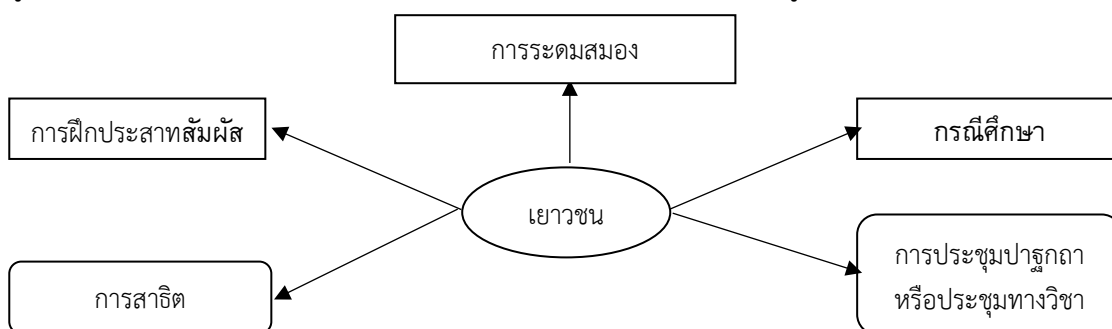 การระดมสมอง
การฝึกประสาทสัมผัส
กรณีศึกษา
เยาวชน
การสาธิต
การประชุมปาฐกถา
หรือประชุมทางวิชา